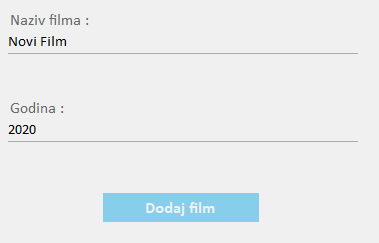 Naziv filma :
Novi Film
Godina :
2020
Dodaj film